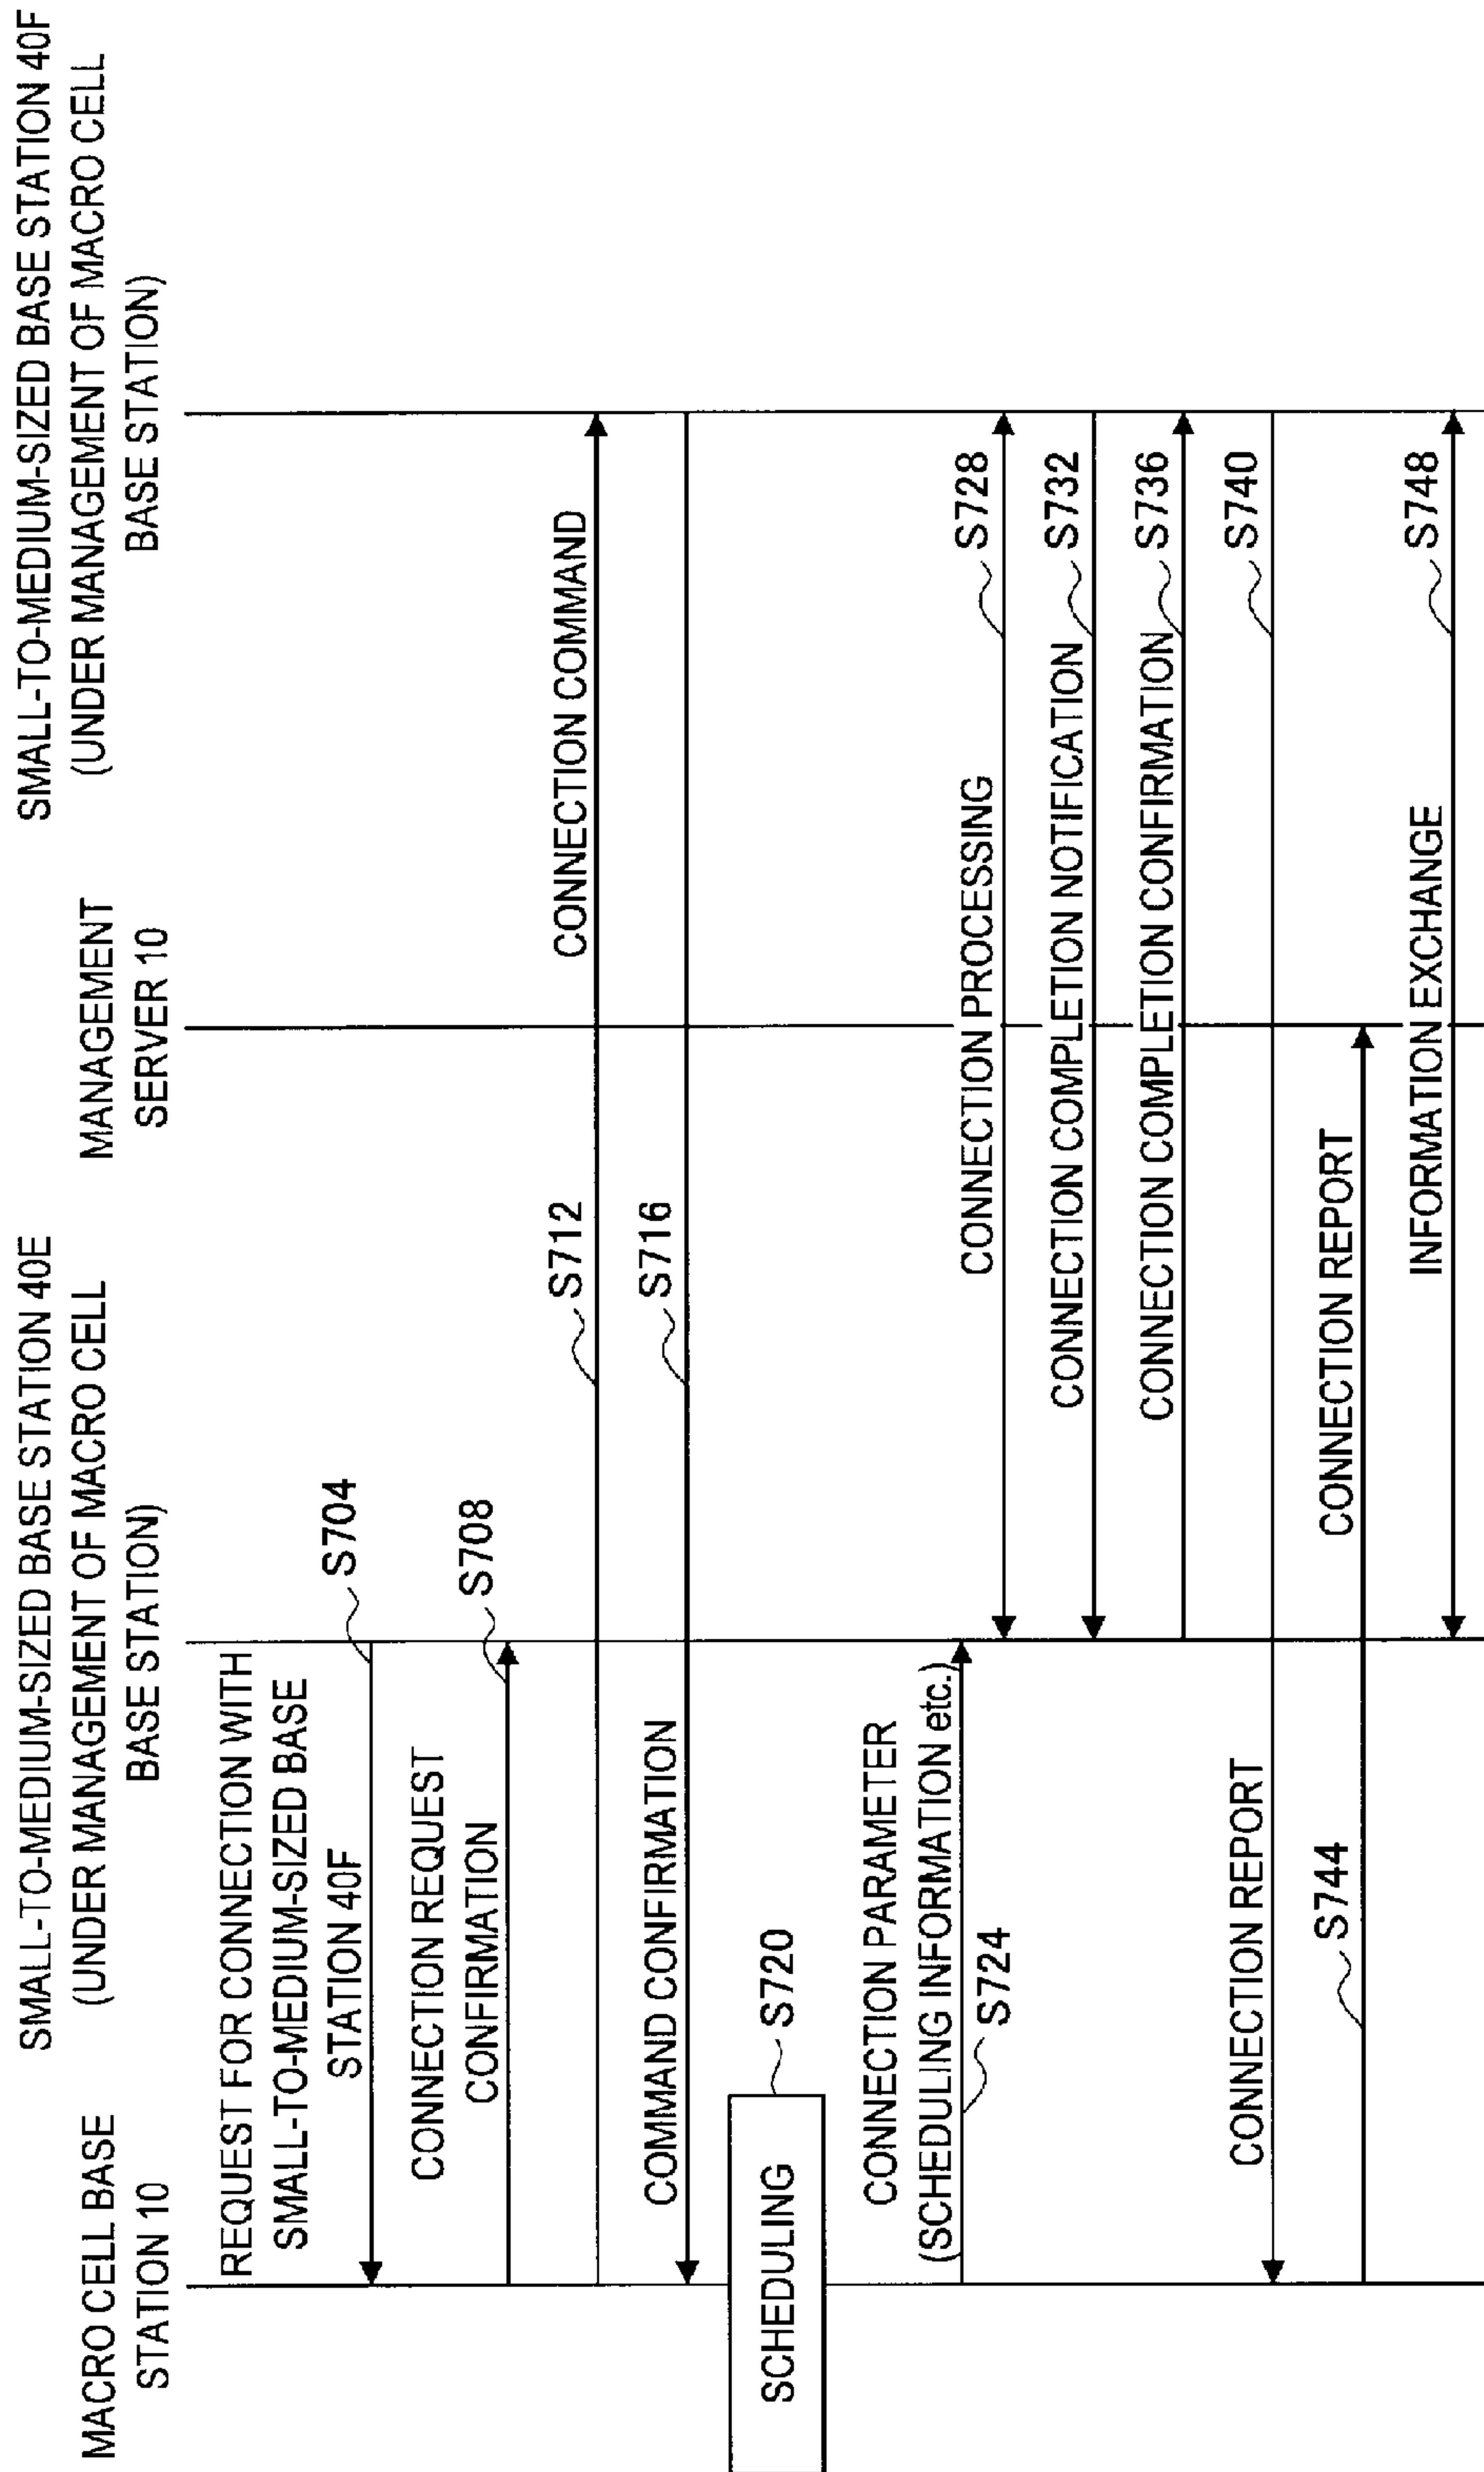 MACRO CELL BASE
STATION 10
SMALL-TO-MEDIUM-SIZED BASE STATION 40E
(UNDER MANAGEMENT OF MACRO CELL
BASE STATION)
MANAGEMENT
SERVER 10
SMALL-TO-MEDIUM-SIZED BASE STATION 40F
(UNDER MANAGEMENT OF MACRO CELL
BASE STATION)
REQUEST FOR CONNECTION WITH
SMALL-TO-MEDIUM-SIZED BASE
STATION 40F
S704
CONNECTION REQUEST
CONFIRMATION
S708
S712
CONNECTION COMMAND
COMMAND CONFIRMATION
S716
SCHEDULING
S720
CONNECTION PARAMETER
(SCHEDULING INFORMATION etc.)
S724
CONNECTION PROCESSING
S728
CONNECTION COMPLETION NOTIFICATION
S732
CONNECTION COMPLETION CONFIRMATION
S736
CONNECTION REPORT
S740
S744
CONNECTION REPORT
INFORMATION EXCHANGE
S748